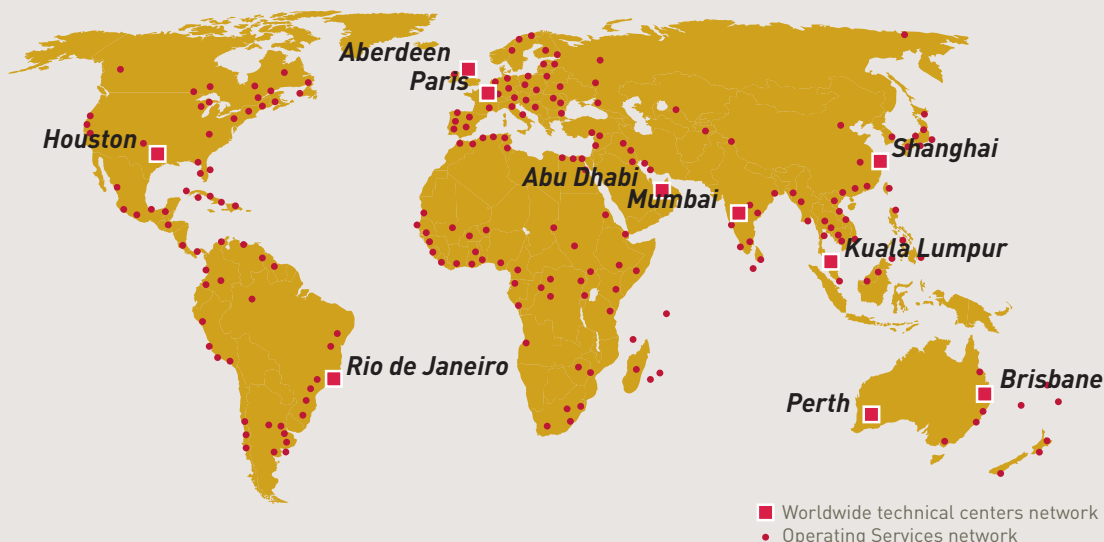 Aberdeen
Paris
Houston
Shanghai
Abu Dhabi
Mumbai
Kuala Lumpur
Rio de Janeiro
Brisbane
Perth
Worldwide technical centers network
Operating Services network